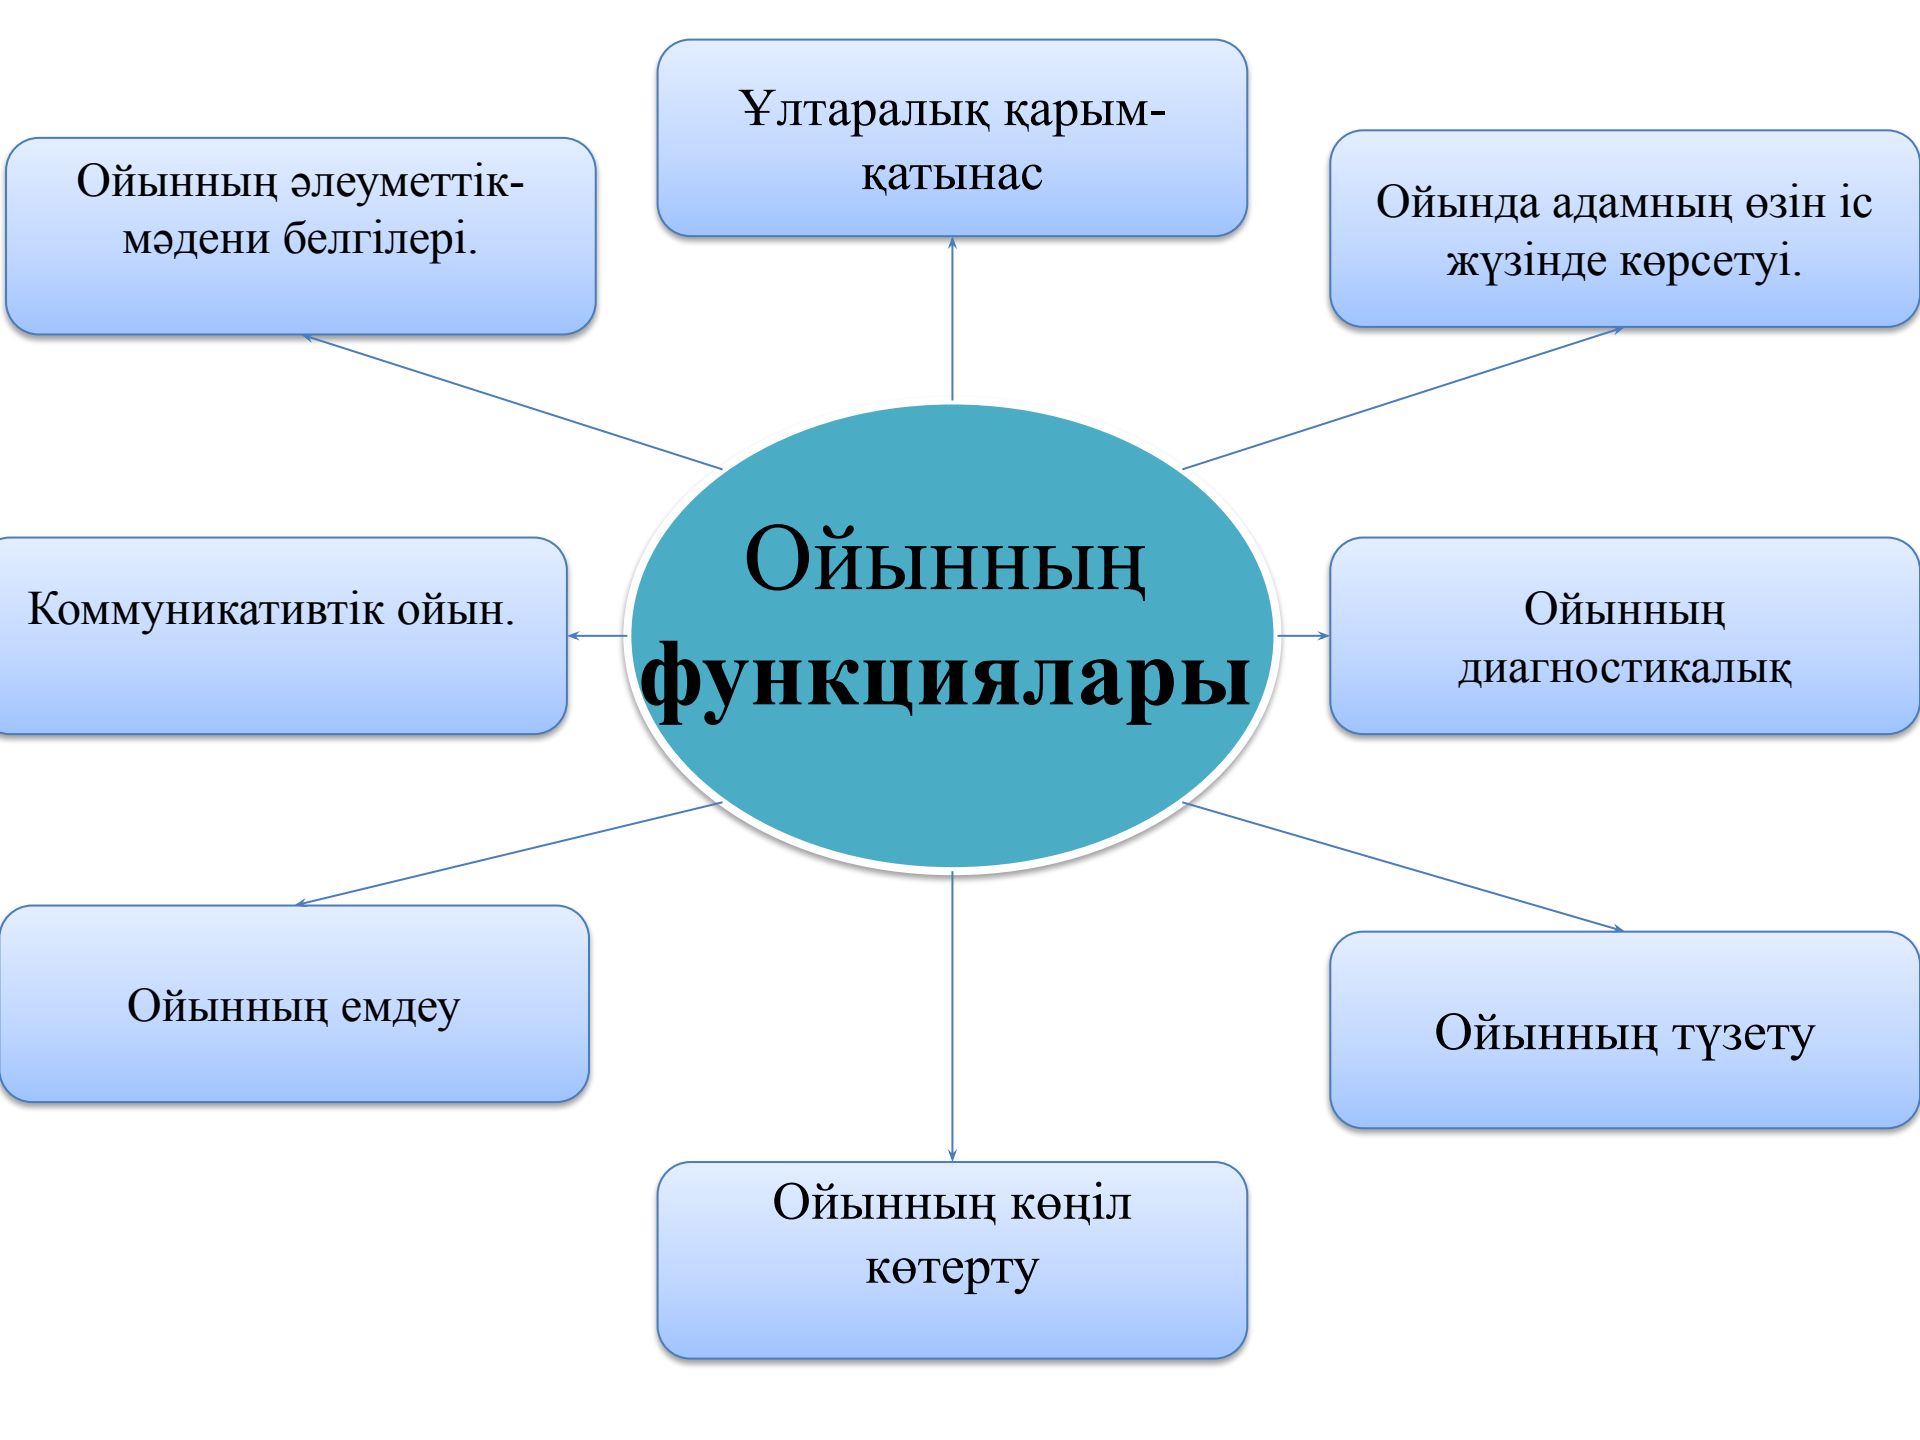 Ұлтаралық қарым-
қатынас
Ойынның әлеуметтік-
мәдени белгілері.
Ойында адамның өзін іс
жүзінде көрсетуі.
Ойынның
функциялары
Коммуникативтік ойын.
Ойынның
диагностикалық
Ойынның емдеу
Ойынның түзету
Ойынның көңіл
көтерту